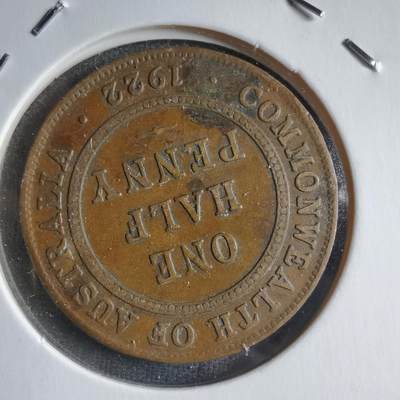 COMMONWEALTH OF AUSTRALIA
· 1922 ·
ONE
HALF
PENNY